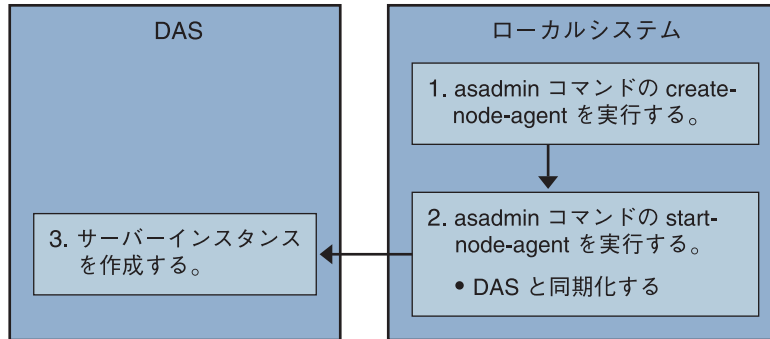 DAS
ローカルシステム
1. asadmin コマンドの create-
node-agent を実行する。
2. asadmin コマンドの start-
node-agent を実行する。
• DAS と同期化する
3. サーバーインスタンス
を作成する。